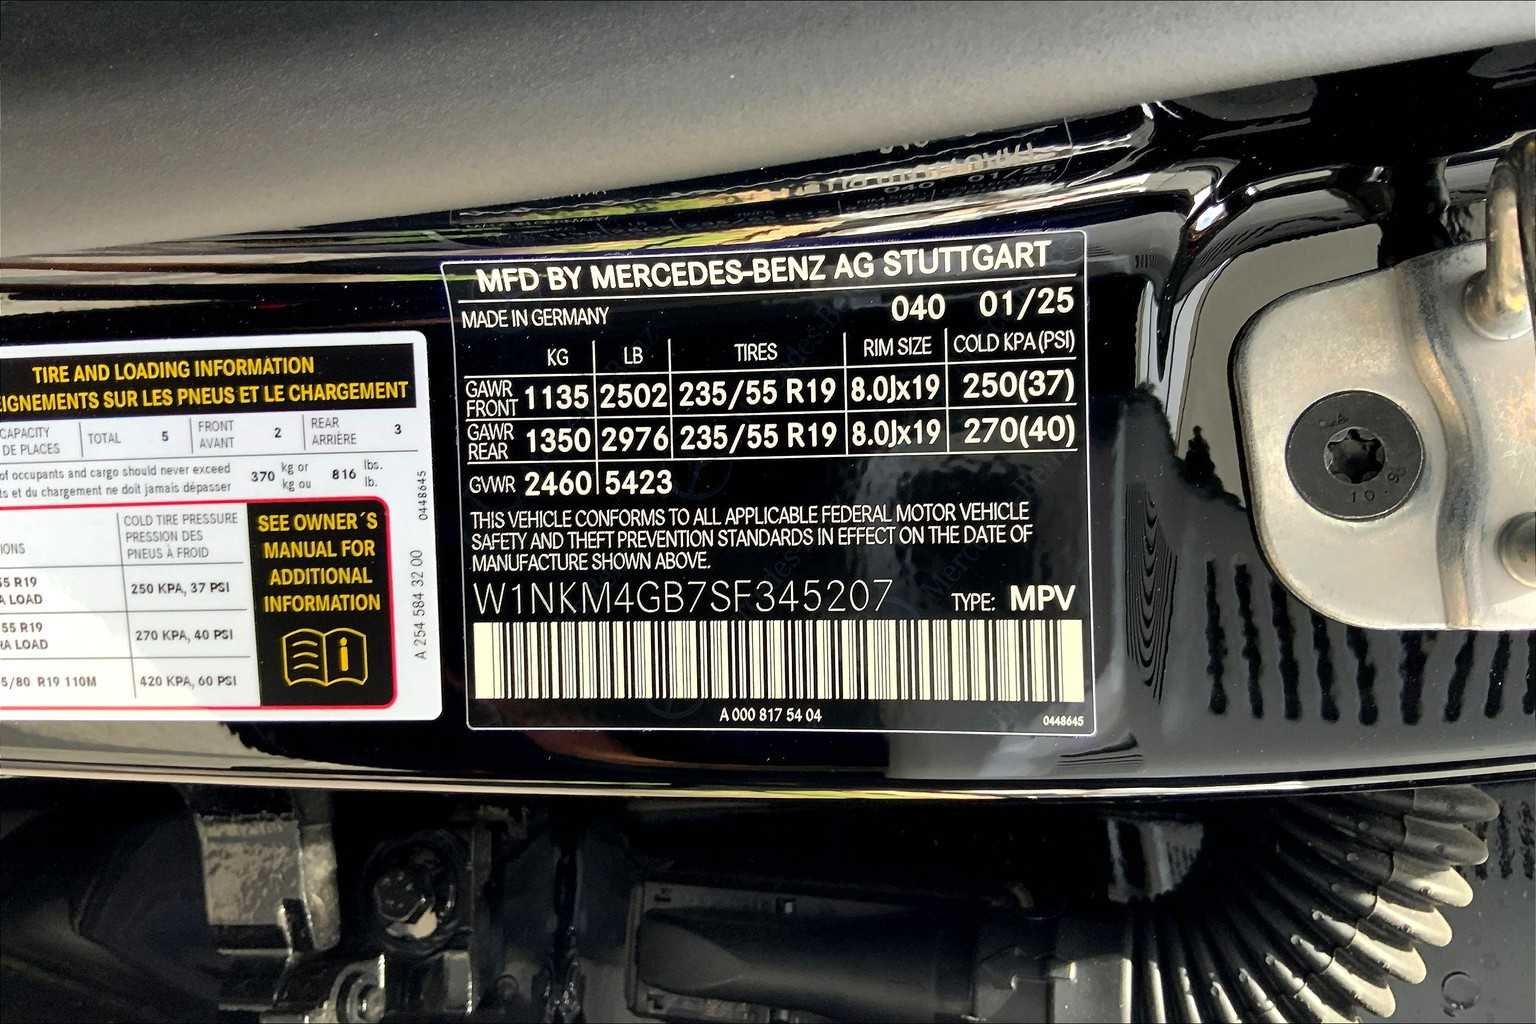 MFD BY MERCEDES-BENZ AG STUTTGART
MADE IN GERMANY 040 01/25
KG LB TIRES RIM SIZE COLD KPA (PSI)
GAWR FRONT 1135 2502 235/55 R19 8.0Jx19 250(37)
GAWR REAR 1350 2976 235/55 R19 8.0Jx19 270(40)
GVWR 2460 5423
THIS VEHICLE CONFORMS TO ALL APPLICABLE FEDERAL MOTOR VEHICLE
SAFETY AND THEFT PREVENTION STANDARDS IN EFFECT ON THE DATE OF
MANUFACTURE SHOWN ABOVE.
W1NKM4GB7SF345207 TYPE: MPV
A 000 817 54 04 0448645
TIRE AND LOADING INFORMATION
SUR LES PNEUS ET LE CHARGEMENT
CAPACITY TOTAL 5 FRONT 2 REAR 3
DE PLACES AVANT ARRIÈRE
of occupants and cargo should never exceed 370 kg or 816 lbs.
et du chargement ne doit jamais dépasser kg ou lb.
COLD TIRE PRESSURE
PRESSION DES
PNEUS À FROID
R19 250 KPA, 37 PSI
LOAD
55 R19 270 KPA, 40 PSI
LOAD
R19 110M 420 KPA, 60 PSI
SEE OWNER´S
MANUAL FOR
ADDITIONAL
INFORMATION
i
A 254 584 32 00 0448645
10.9